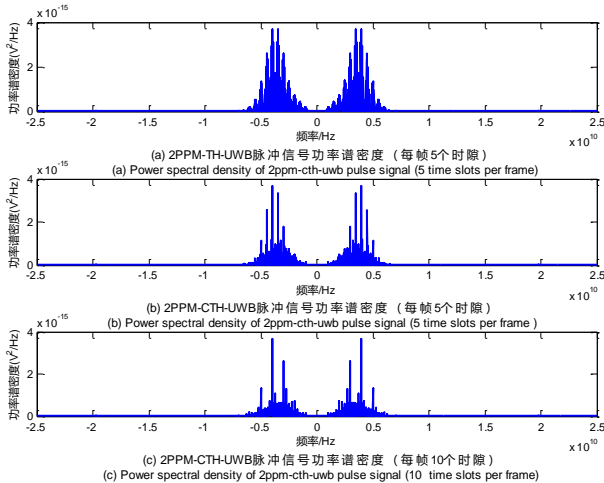 x 10-15
4
2
0
功率谱密度(V2/Hz)
-2.5 -2 -1.5 -1 -0.5 0 0.5 1 1.5 2 2.5
频率/Hz
x 10^10
(a) 2PPM-TH-UWB脉冲信号功率谱密度（每帧5个时隙）
(a) Power spectral density of 2ppm-cth-uwb pulse signal (5 time slots per frame)
x 10-15
4
2
0
功率谱密度(V2/Hz)
-2.5 -2 -1.5 -1 -0.5 0 0.5 1 1.5 2 2.5
频率/Hz
x 10^10
(b) 2PPM-CTH-UWB脉冲信号功率谱密度（每帧5个时隙）
(b) Power spectral density of 2ppm-cth-uwb pulse signal (5 time slots per frame )
x 10-15
4
2
0
功率谱密度(V2/Hz)
-2.5 -2 -1.5 -1 -0.5 0 0.5 1 1.5 2 2.5
频率/Hz
x 10^10
(c) 2PPM-CTH-UWB脉冲信号功率谱密度（每帧10个时隙）
(c) Power spectral density of 2ppm-cth-uwb pulse signal (10 time slots per frame)